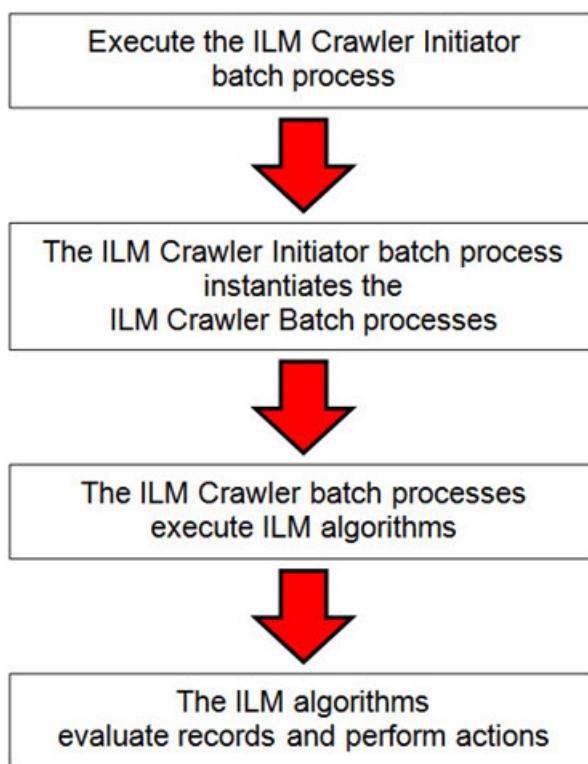 Execute the ILM Crawler Initiator
batch process
The ILM Crawler Initiator batch process
instantiates the
ILM Crawler Batch processes
The ILM Crawler batch processes
execute ILM algorithms
The ILM algorithms
evaluate records and perform actions